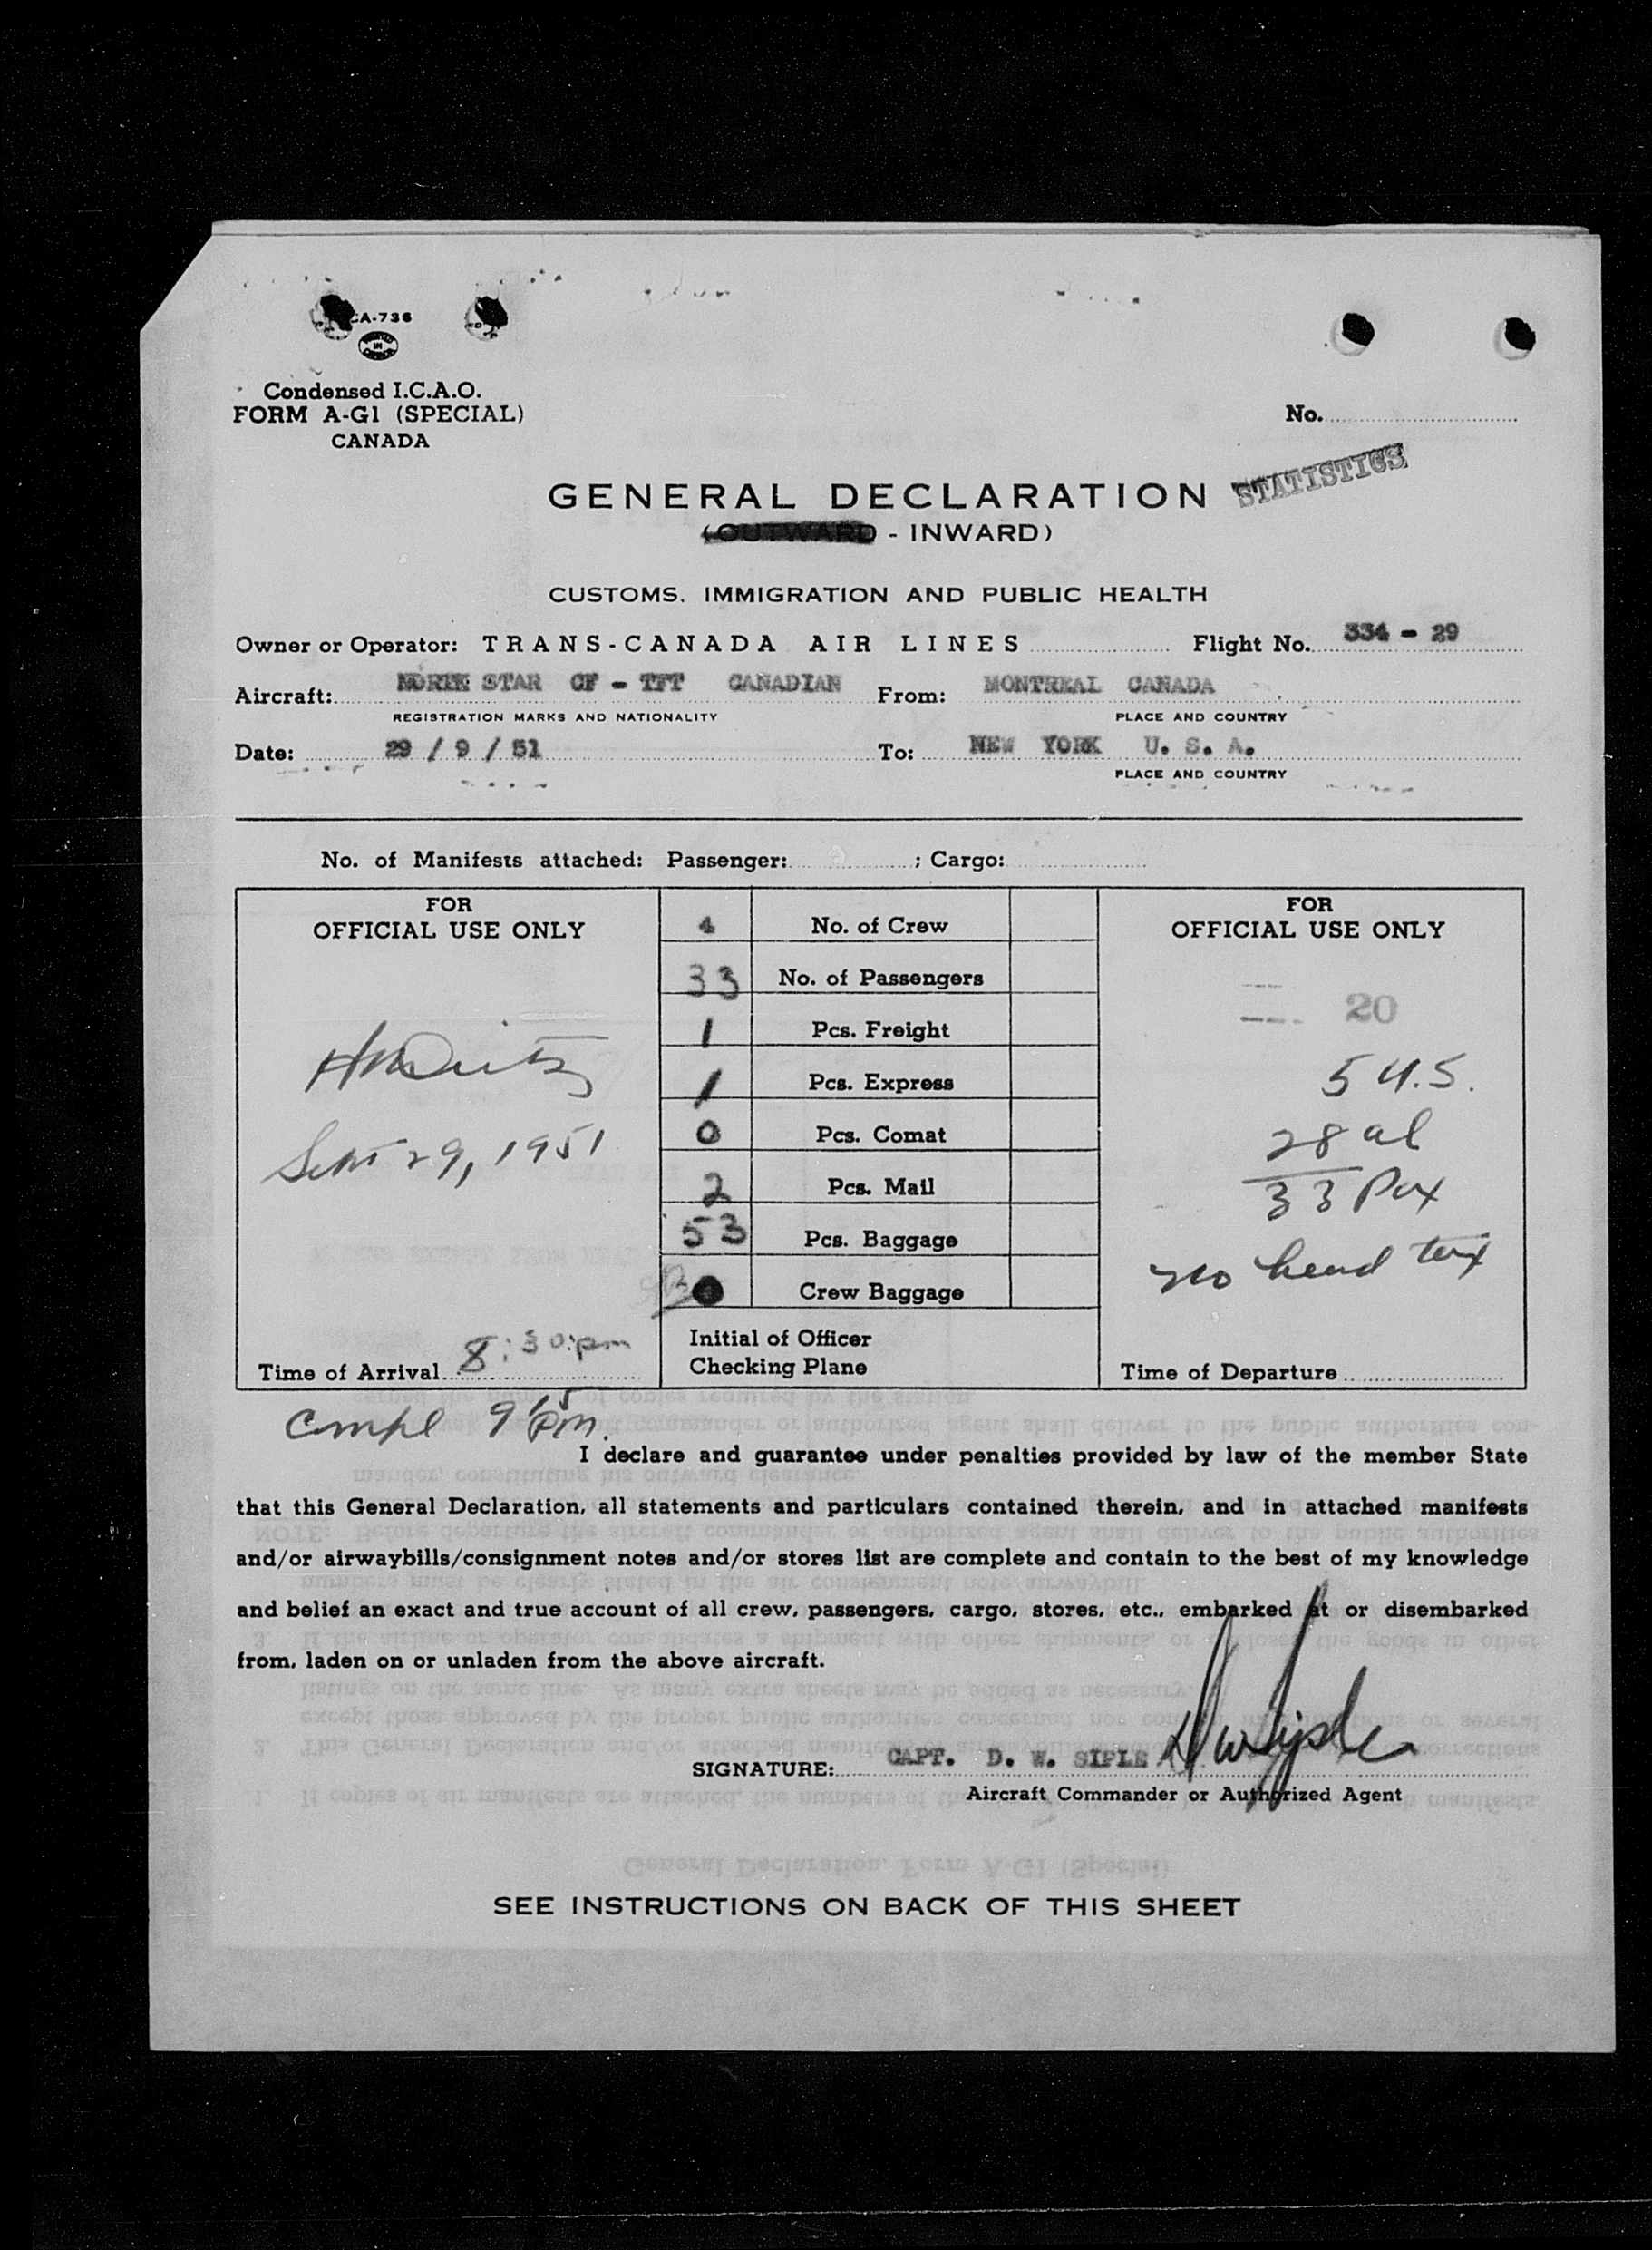 CA-736
Condensed I.C.A.O.
FORM A-G1 (SPECIAL)
CANADA
No.
STATISTICS
GENERAL DECLARATION
(OUTWARD - INWARD)
CUSTOMS, IMMIGRATION AND PUBLIC HEALTH
Owner or Operator: TRANS-CANADA AIR LINES Flight No. 334 - 29
Aircraft: NORTH STAR CF - TFT CANADIAN From: MONTREAL CANADA
REGISTRATION MARKS AND NATIONALITY PLACE AND COUNTRY
Date: 29 / 9 / 51 To: NEW YORK U. S. A.
PLACE AND COUNTRY
No. of Manifests attached: Passenger: ; Cargo:
FOR
OFFICIAL USE ONLY
Sept 29, 1951
Time of Arrival 8:30 pm
4 No. of Crew
33 No. of Passengers
1 Pcs. Freight
1 Pcs. Express
0 Pcs. Comat
2 Pcs. Mail
53 Pcs. Baggage
Crew Baggage
Initial of Officer
Checking Plane
FOR
OFFICIAL USE ONLY
20
5 U.S.
28 al
33 Pax
no head tax
Time of Departure
Compl 9 15 pm.
I declare and guarantee under penalties provided by law of the member State
that this General Declaration, all statements and particulars contained therein, and in attached manifests
and/or airwaybills/consignment notes and/or stores list are complete and contain to the best of my knowledge
and belief an exact and true account of all crew, passengers, cargo, stores, etc., embarked at or disembarked
from, laden on or unladen from the above aircraft.
SIGNATURE: CAPT. D. W. SIPLE
Aircraft Commander or Authorized Agent
SEE INSTRUCTIONS ON BACK OF THIS SHEET